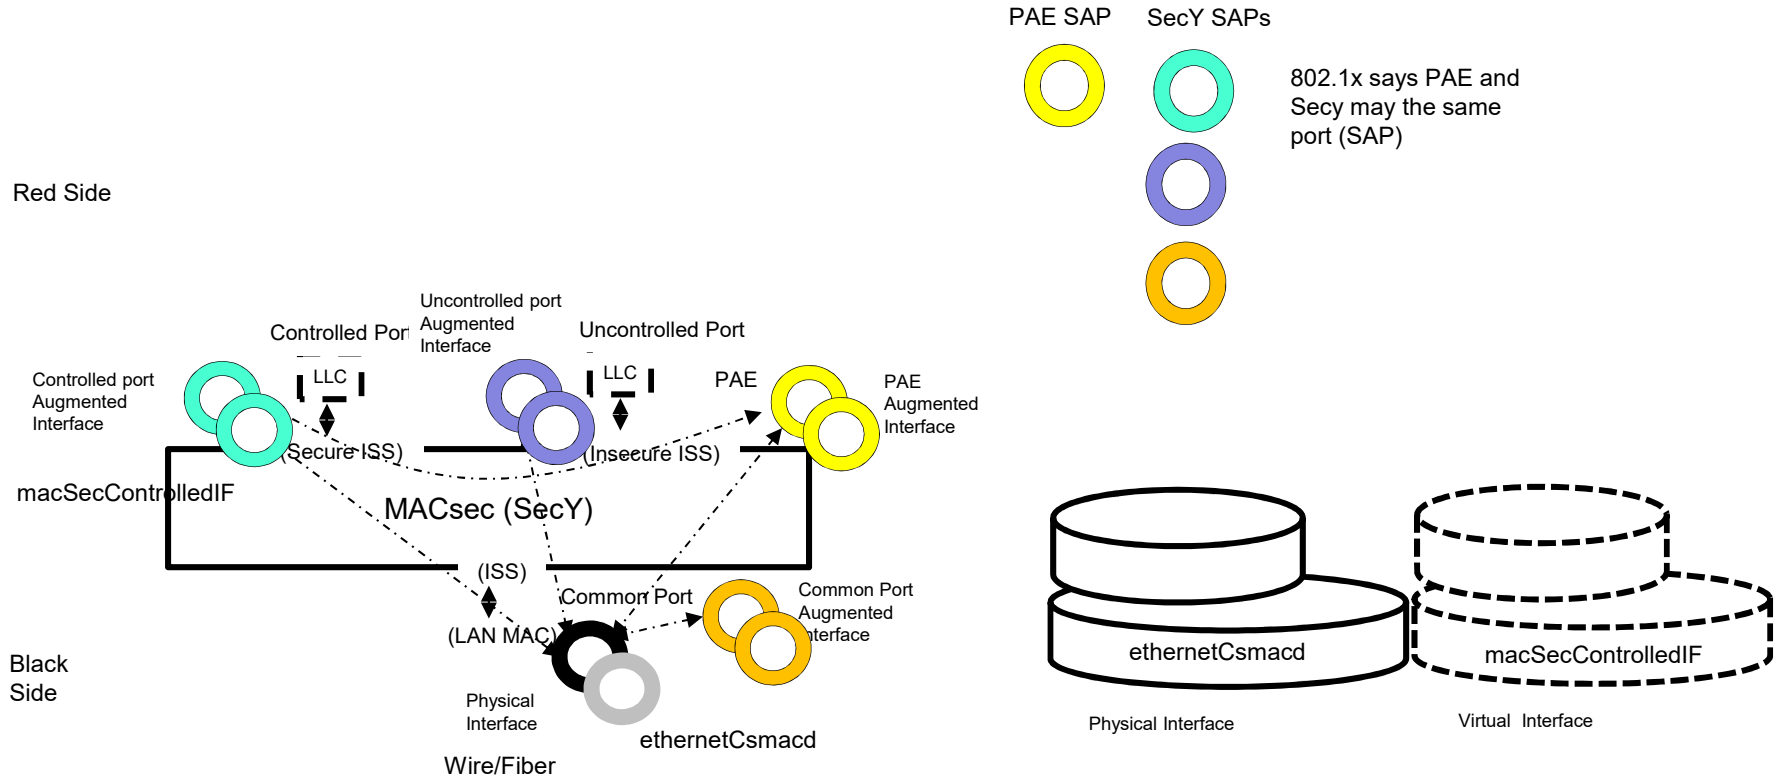 PAE SAP
SecY SAPs
802.1x says PAE and
Secy may the same
port (SAP)
Red Side
Uncontrolled port
Augmented
Interface
Controlled Port
Uncontrolled Port
LLC
LLC
PAE
Controlled port
Augmented
Interface
PAE
Augmented
Interface
(Secure ISS)
(Insecure ISS)
macSecControlledIF
MACsec (SecY)
(ISS)
Common Port
(LAN MAC)
Common Port
Augmented
Interface
Black
Side
Physical
Interface
ethernetCsmacd
Wire/Fiber
ethernetCsmacd
macSecControlledIF
Physical Interface
Virtual Interface